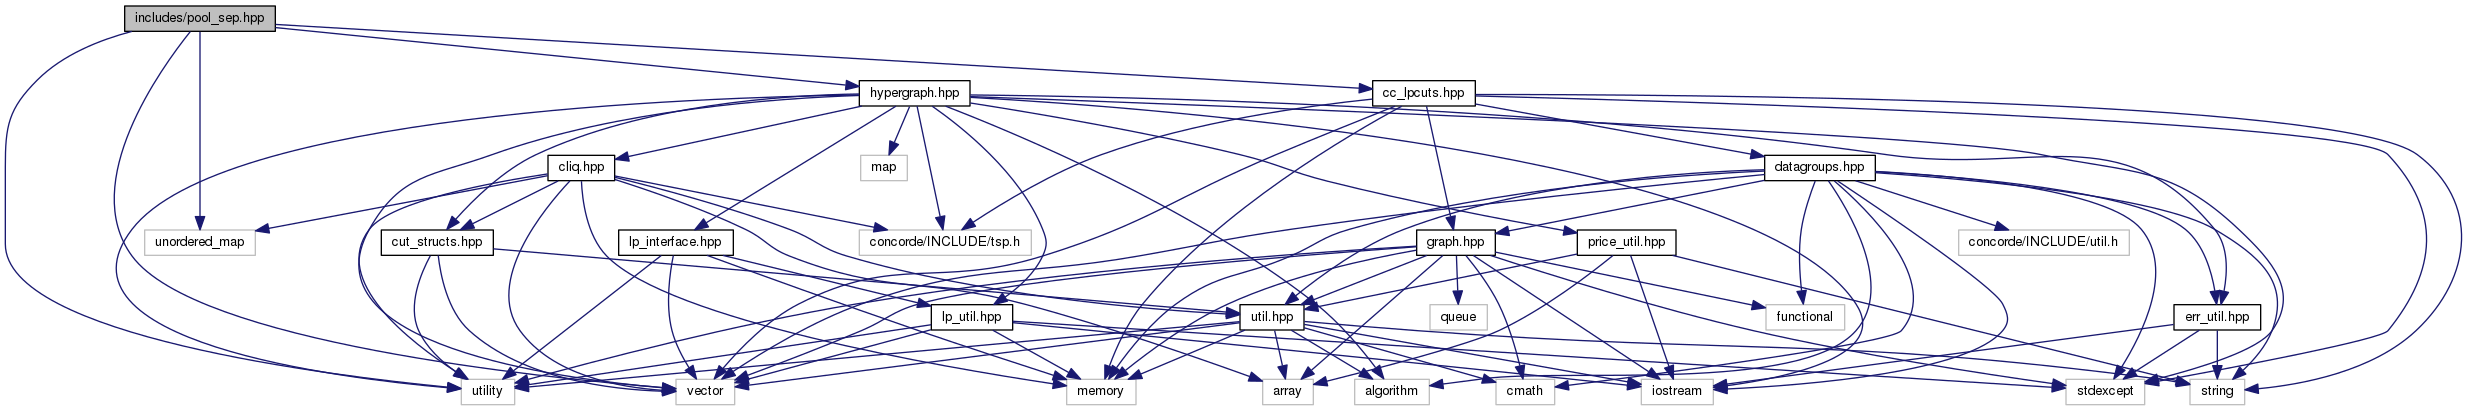 includes/pool_sep.hpp
hypergraph.hpp
cc_lpcuts.hpp
cliq.hpp
map
datagroups.hpp
unordered_map
cut_structs.hpp
lp_interface.hpp
concorde/INCLUDE/tsp.h
graph.hpp
price_util.hpp
concorde/INCLUDE/util.h
lp_util.hpp
util.hpp
queue
functional
err_util.hpp
utility
vector
memory
array
algorithm
cmath
iostream
stdexcept
string